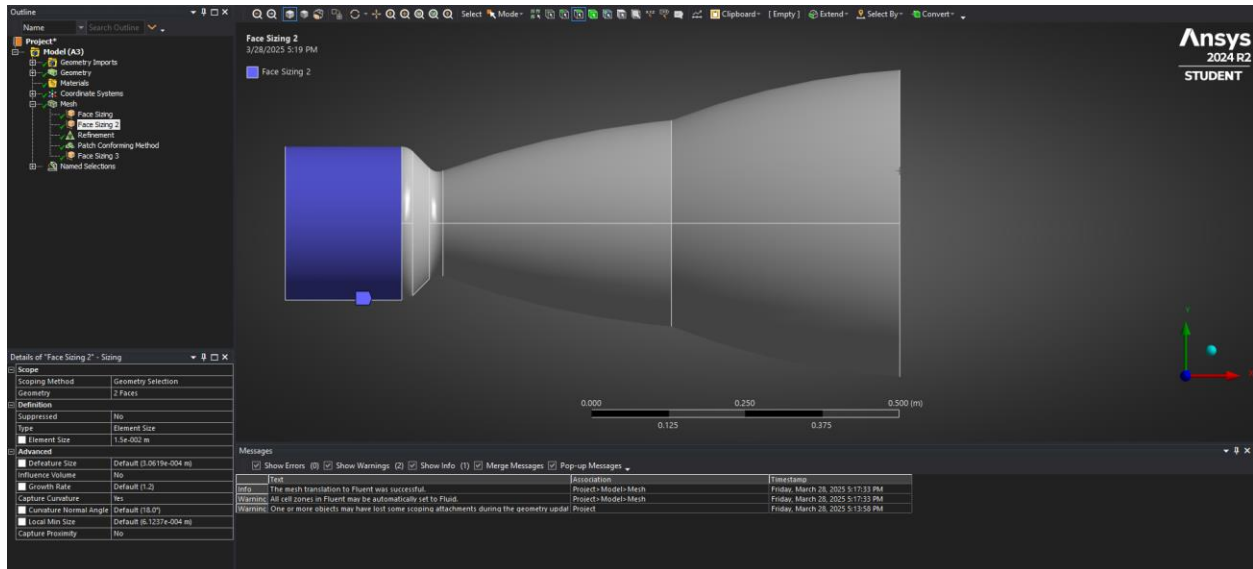 Outline
Name Search Outline
Select Mode Clipboard [Empty] Extend Select By Convert
Project*
Model (A3)
Geometry Imports
Geometry
Materials
Coordinate Systems
Mesh
Face Sizing
Face Sizing 2
Refinement
Patch Conforming Method
Face Sizing 3
Named Selections
Face Sizing 2
3/28/2025 5:19 PM
Face Sizing 2
Ansys
2024 R2
STUDENT
0.000 0.250 0.500 (m)
0.125 0.375
Details of "Face Sizing 2" - Sizing
Scope
Scoping Method Geometry Selection
Geometry 2 Faces
Definition
Suppressed No
Type Element Size
Element Size 1.5e-002 m
Advanced
Defeature Size Default (3.0619e-004 m)
Influence Volume No
Growth Rate Default (1.2)
Capture Curvature Yes
Curvature Normal Angle Default (18.0°)
Local Min Size Default (6.1237e-004 m)
Capture Proximity No
Messages
Show Errors (0) Show Warnings (2) Show Info (1) Merge Messages Pop-up Messages
Text Association Timestamp
Info The mesh translation to Fluent was successful. Project>Model>Mesh Friday, March 28, 2025 5:17:33 PM
Warninc All cell zones in Fluent may be automatically set to Fluid. Project>Model>Mesh Friday, March 28, 2025 5:17:33 PM
Warninc One or more objects may have lost some scoping attachments during the geometry updat Project Friday, March 28, 2025 5:13:58 PM